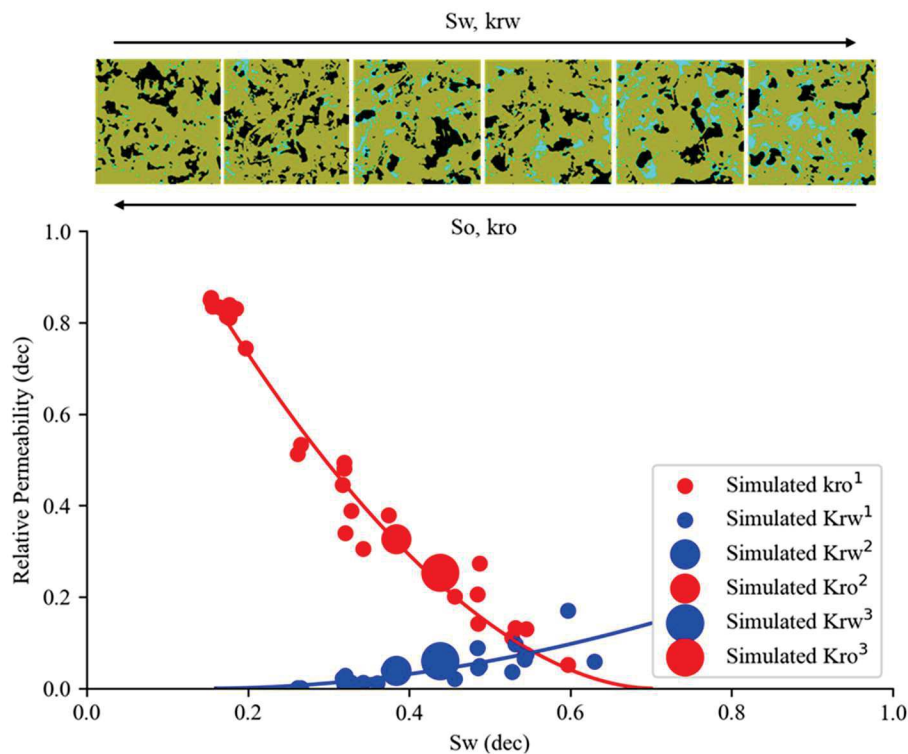 Sw, krw
So, kro
1.0
0.8
0.6
0.4
0.2
0.0
Relative Permeability (dec)
0.0 0.2 0.4 0.6 0.8 1.0
Sw (dec)
Simulated kro¹
Simulated Krw¹
Simulated Krw²
Simulated Kro²
Simulated Krw³
Simulated Kro³